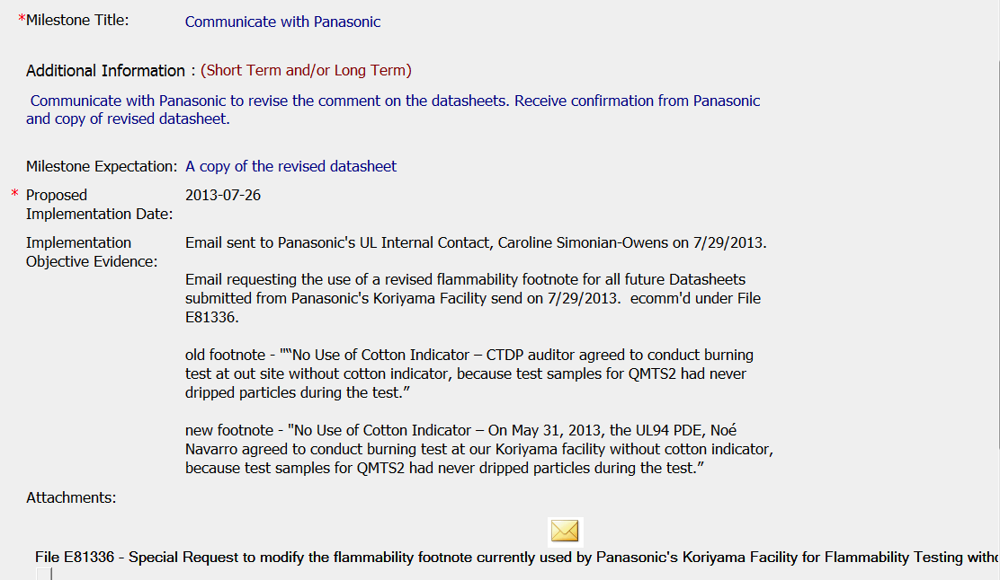 *Milestone Title: Communicate with Panasonic
Additional Information : (Short Term and/or Long Term)
Communicate with Panasonic to revise the comment on the datasheets. Receive confirmation from Panasonic
and copy of revised datasheet.
Milestone Expectation: A copy of the revised datasheet
* Proposed
Implementation Date:
2013-07-26
Implementation
Objective Evidence:
Email sent to Panasonic's UL Internal Contact, Caroline Simonian-Owens on 7/29/2013.
Email requesting the use of a revised flammability footnote for all future Datasheets
submitted from Panasonic's Koriyama Facility send on 7/29/2013.  ecomm'd under File
E81336.
old footnote - "“No Use of Cotton Indicator – CTDP auditor agreed to conduct burning
test at out site without cotton indicator, because test samples for QMTS2 had never
dripped particles during the test.”
new footnote - "No Use of Cotton Indicator – On May 31, 2013, the UL94 PDE, Noé
Navarro agreed to conduct burning test at our Koriyama facility without cotton indicator,
because test samples for QMTS2 had never dripped particles during the test.”
Attachments:
File E81336 - Special Request to modify the flammability footnote currently used by Panasonic's Koriyama Facility for Flammability Testing